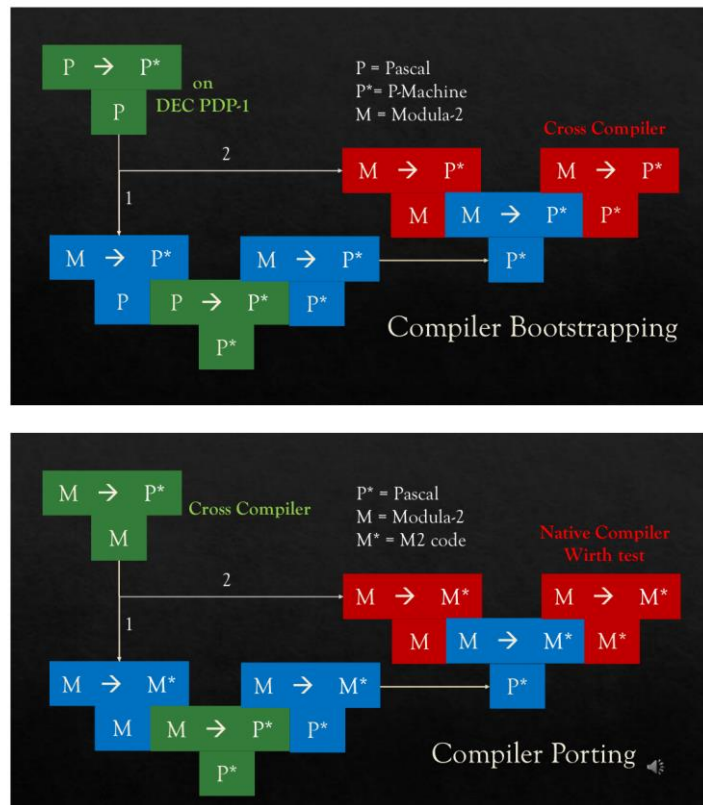 P → P*
P
on
DEC PDP-1
P = Pascal
P*= P-Machine
M = Modula-2
Cross Compiler
2
1
M → P*
M → P*
M
M → P*
P*
P*
M → P*
M → P*
P
P → P*
P*
P*
Compiler Bootstrapping
M → P*
M
Cross Compiler
P* = Pascal
M = Modula-2
M* = M2 code
Native Compiler
Wirth test
2
1
M → M*
M → M*
M
M → M*
M*
P*
M → M*
M → M*
M
M → P*
P*
P*
Compiler Porting